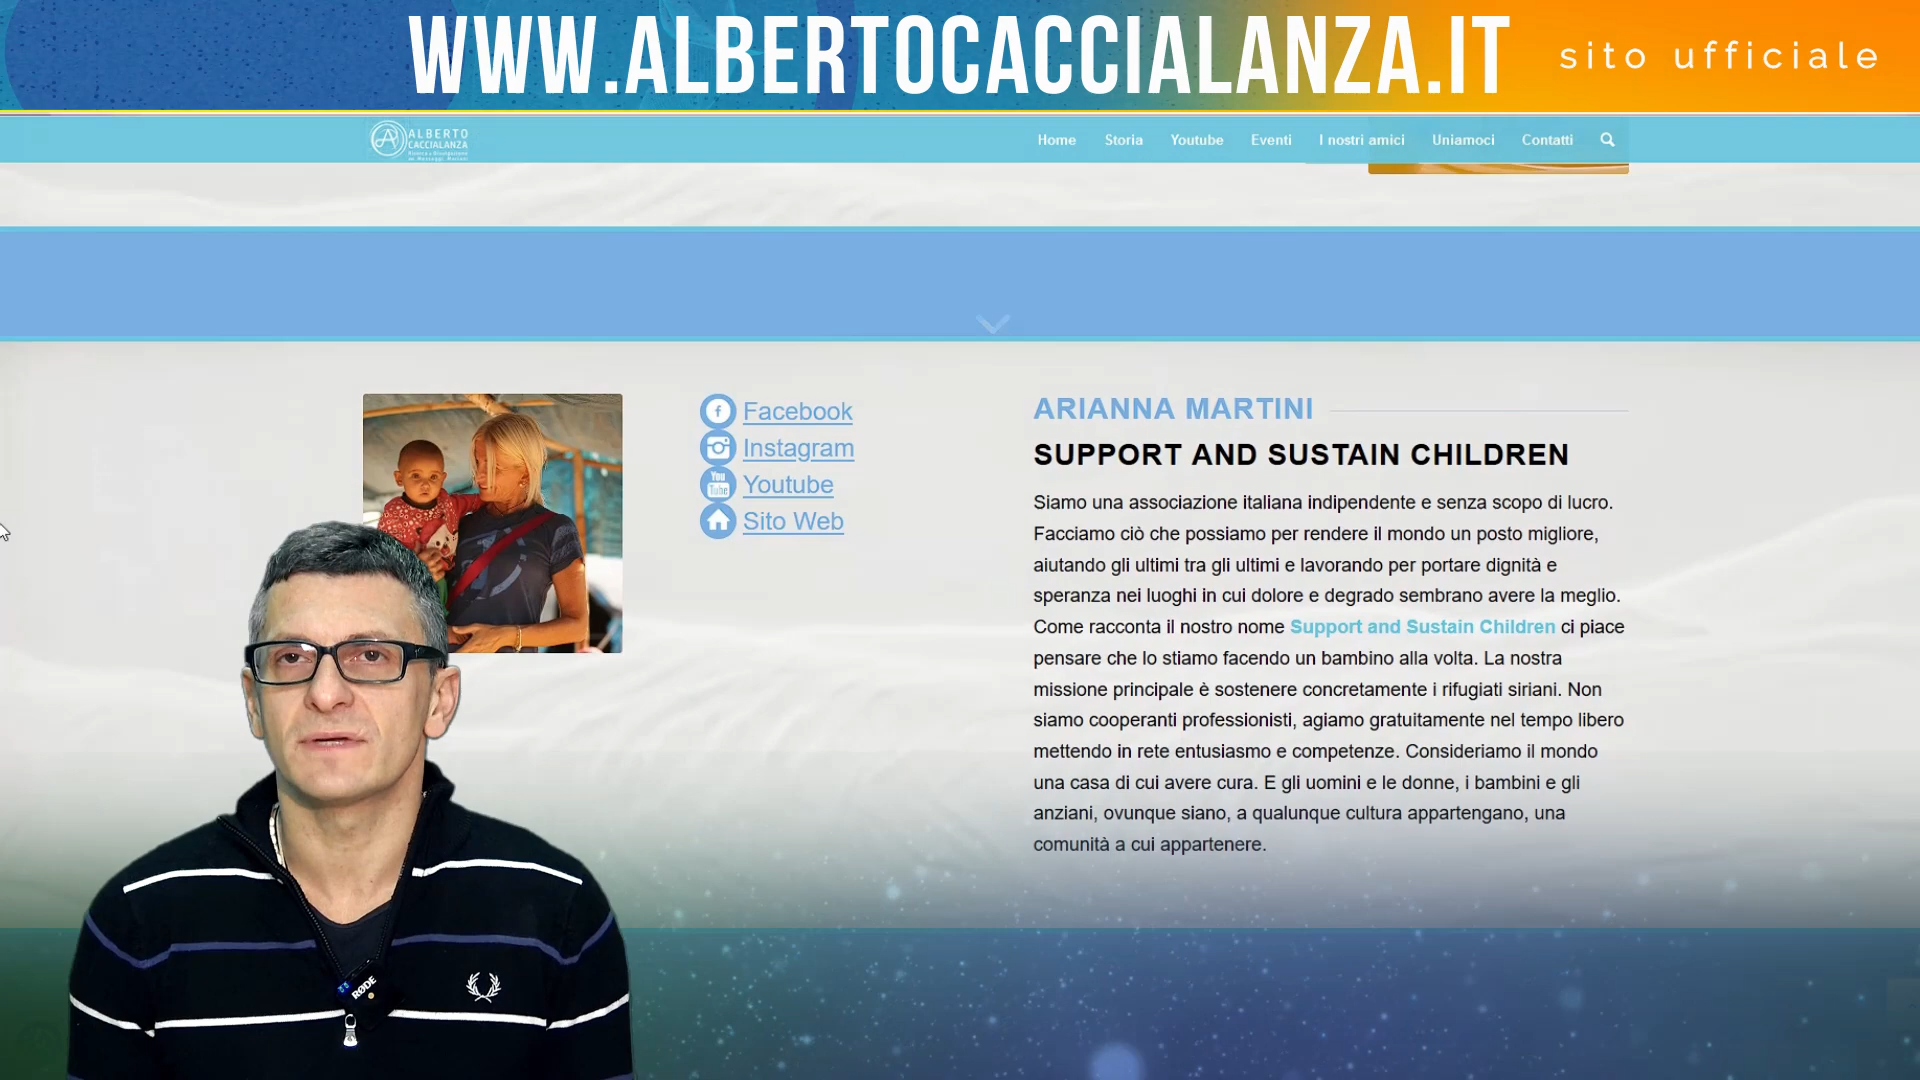 WWW.ALBERTOCACCIALANZA.IT
sito ufficiale
ALBERTO
CACCIALANZA
Home
Storia
Youtube
Eventi
I nostri amici
Uniamoci
Contatti
Facebook
Instagram
You
Tube
Youtube
Sito Web
ARIANNA MARTINI
SUPPORT AND SUSTAIN CHILDREN
Siamo una associazione italiana indipendente e senza scopo di lucro.
Facciamo ciò che possiamo per rendere il mondo un posto migliore,
aiutando gli ultimi tra gli ultimi e lavorando per portare dignità e
speranza nei luoghi in cui dolore e degrado sembrano avere la meglio.
Come racconta il nostro nome Support and Sustain Children ci piace
pensare che lo stiamo facendo un bambino alla volta. La nostra
missione principale è sostenere concretamente i rifugiati siriani. Non
siamo cooperanti professionisti, agiamo gratuitamente nel tempo libero
mettendo in rete entusiasmo e competenze. Consideriamo il mondo
una casa di cui avere cura. E gli uomini e le donne, i bambini e gli
anziani, ovunque siano, a qualunque cultura appartengano, una
comunità a cui appartenere.
RØDE